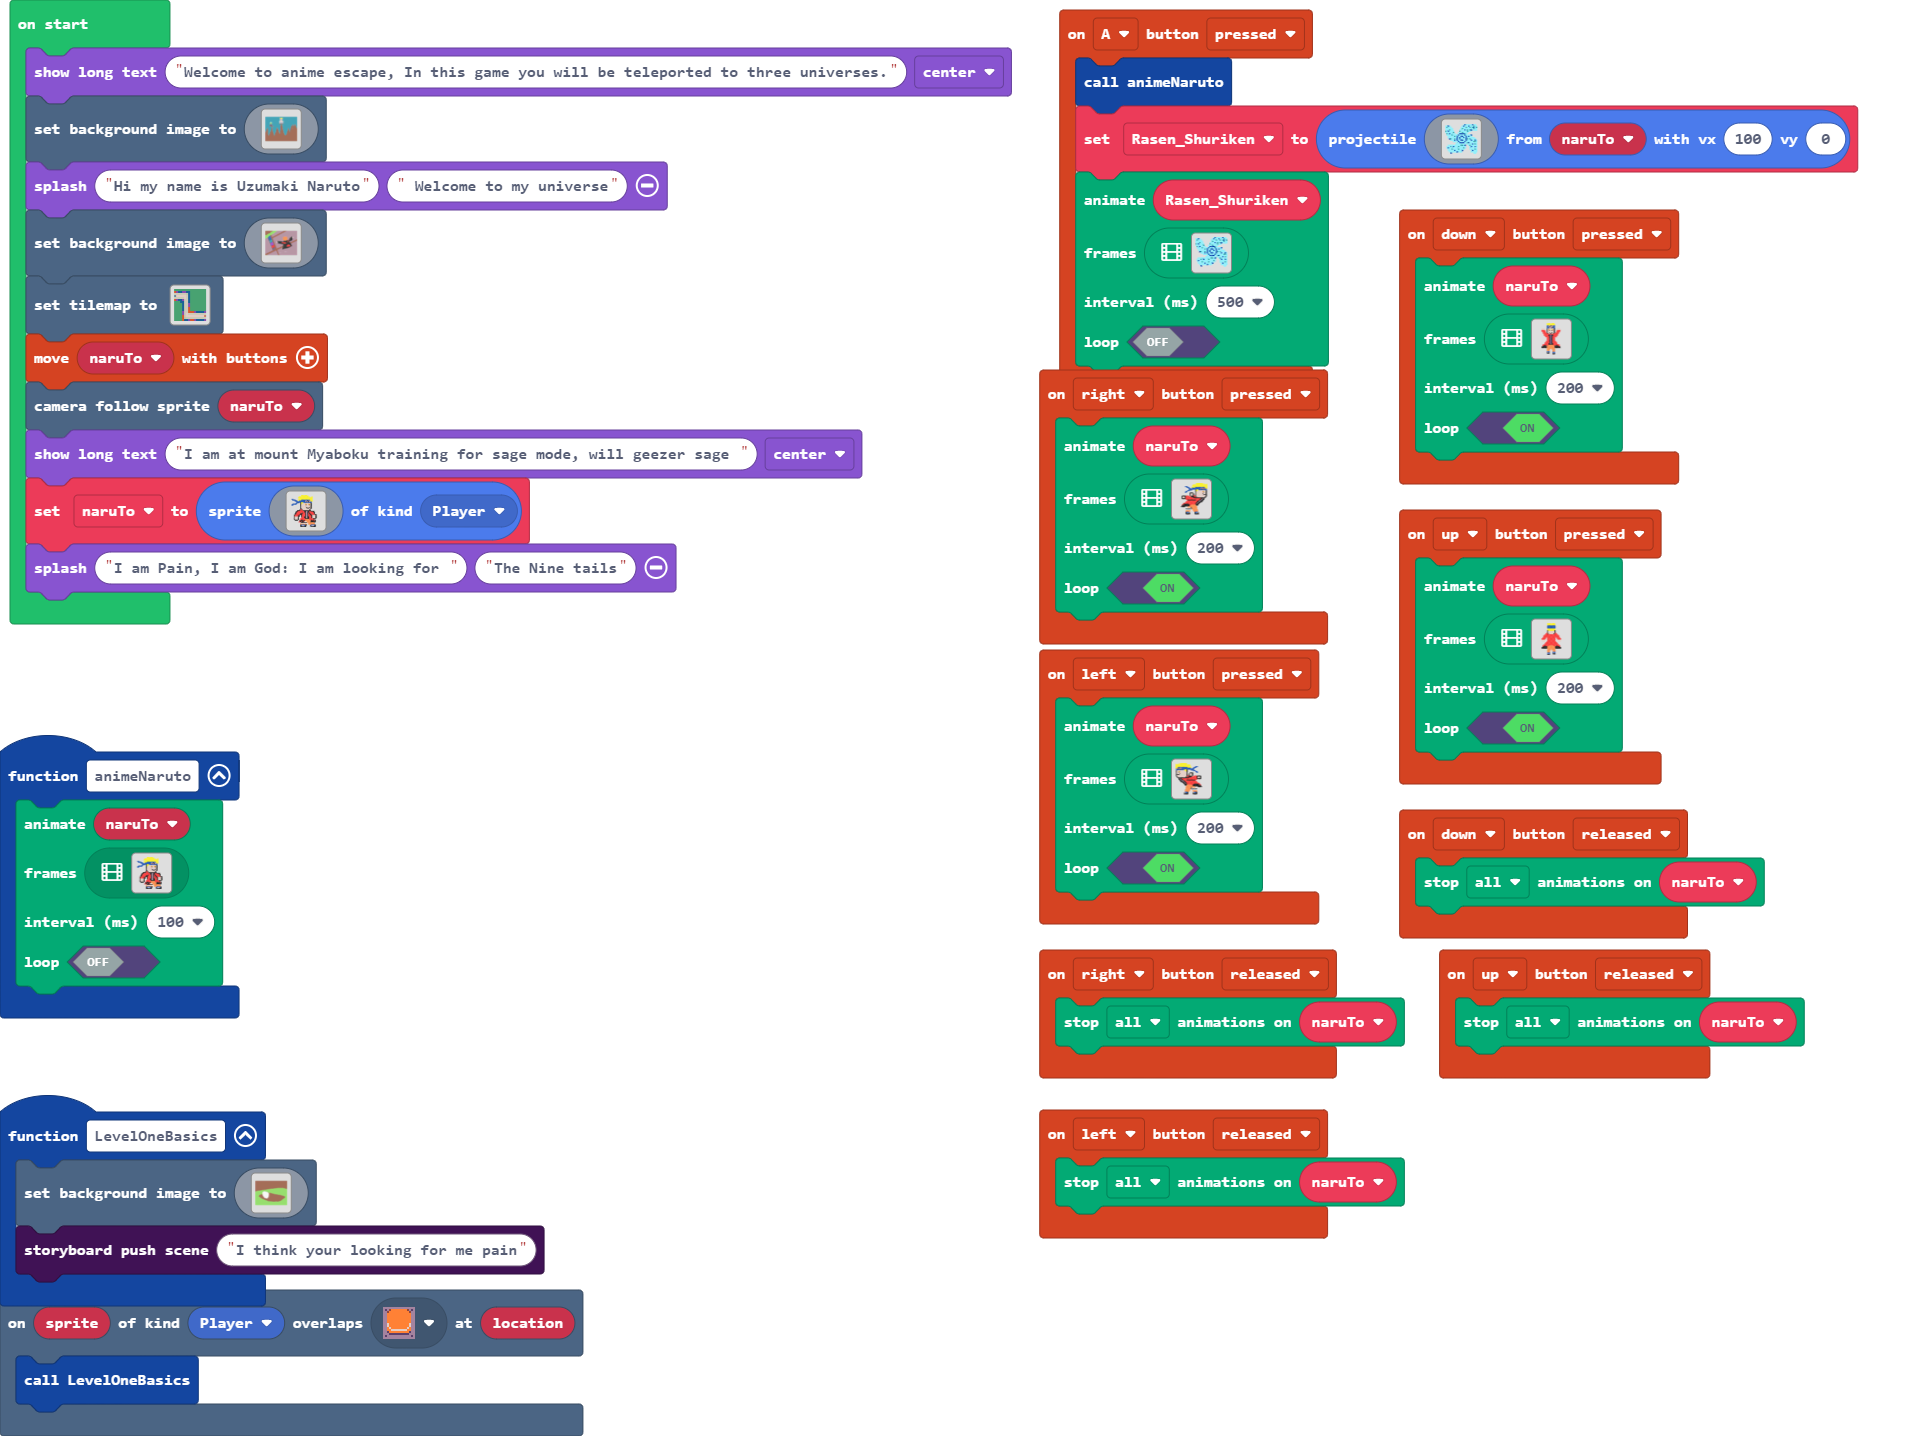 on start
show long text "Welcome to anime escape, In this game you will be teleported to three universes." center
set background image to
splash "Hi my name is Uzumaki Naruto" " Welcome to my universe"
set background image to
set tilemap to
move naruTo with buttons
camera follow sprite naruTo
show long text "I am at mount Myaboku training for sage mode, will geezer sage " center
set naruTo to sprite of kind Player
splash "I am Pain, I am God: I am looking for " "The Nine tails"
function animeNaruto
animate naruTo
frames
interval (ms) 100
loop OFF
function LevelOneBasics
set background image to
storyboard push scene "I think your looking for me pain"
on sprite of kind Player overlaps at location
call LevelOneBasics
on A button pressed
call animeNaruto
set Rasen_Shuriken to projectile from naruTo with vx 100 vy 0
animate Rasen_Shuriken
frames
interval (ms) 500
loop OFF
on right button pressed
animate naruTo
frames
interval (ms) 200
loop ON
on left button pressed
animate naruTo
frames
interval (ms) 200
loop ON
on right button released
stop all animations on naruTo
on left button released
stop all animations on naruTo
on down button pressed
animate naruTo
frames
interval (ms) 200
loop ON
on up button pressed
animate naruTo
frames
interval (ms) 200
loop ON
on down button released
stop all animations on naruTo
on up button released
stop all animations on naruTo